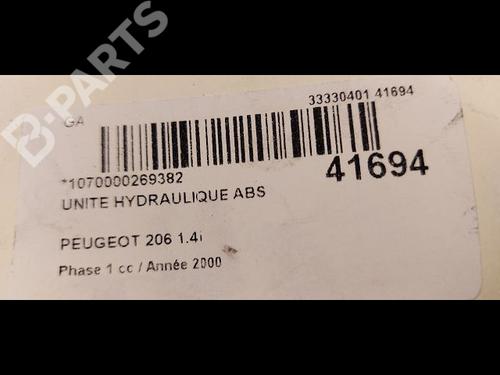 B-PARTS
GA
33330401 41694
*1070000269382
41694
UNITE HYDRAULIQUE ABS
PEUGEOT 206 1.4i
Phase 1 cc / Année 2000